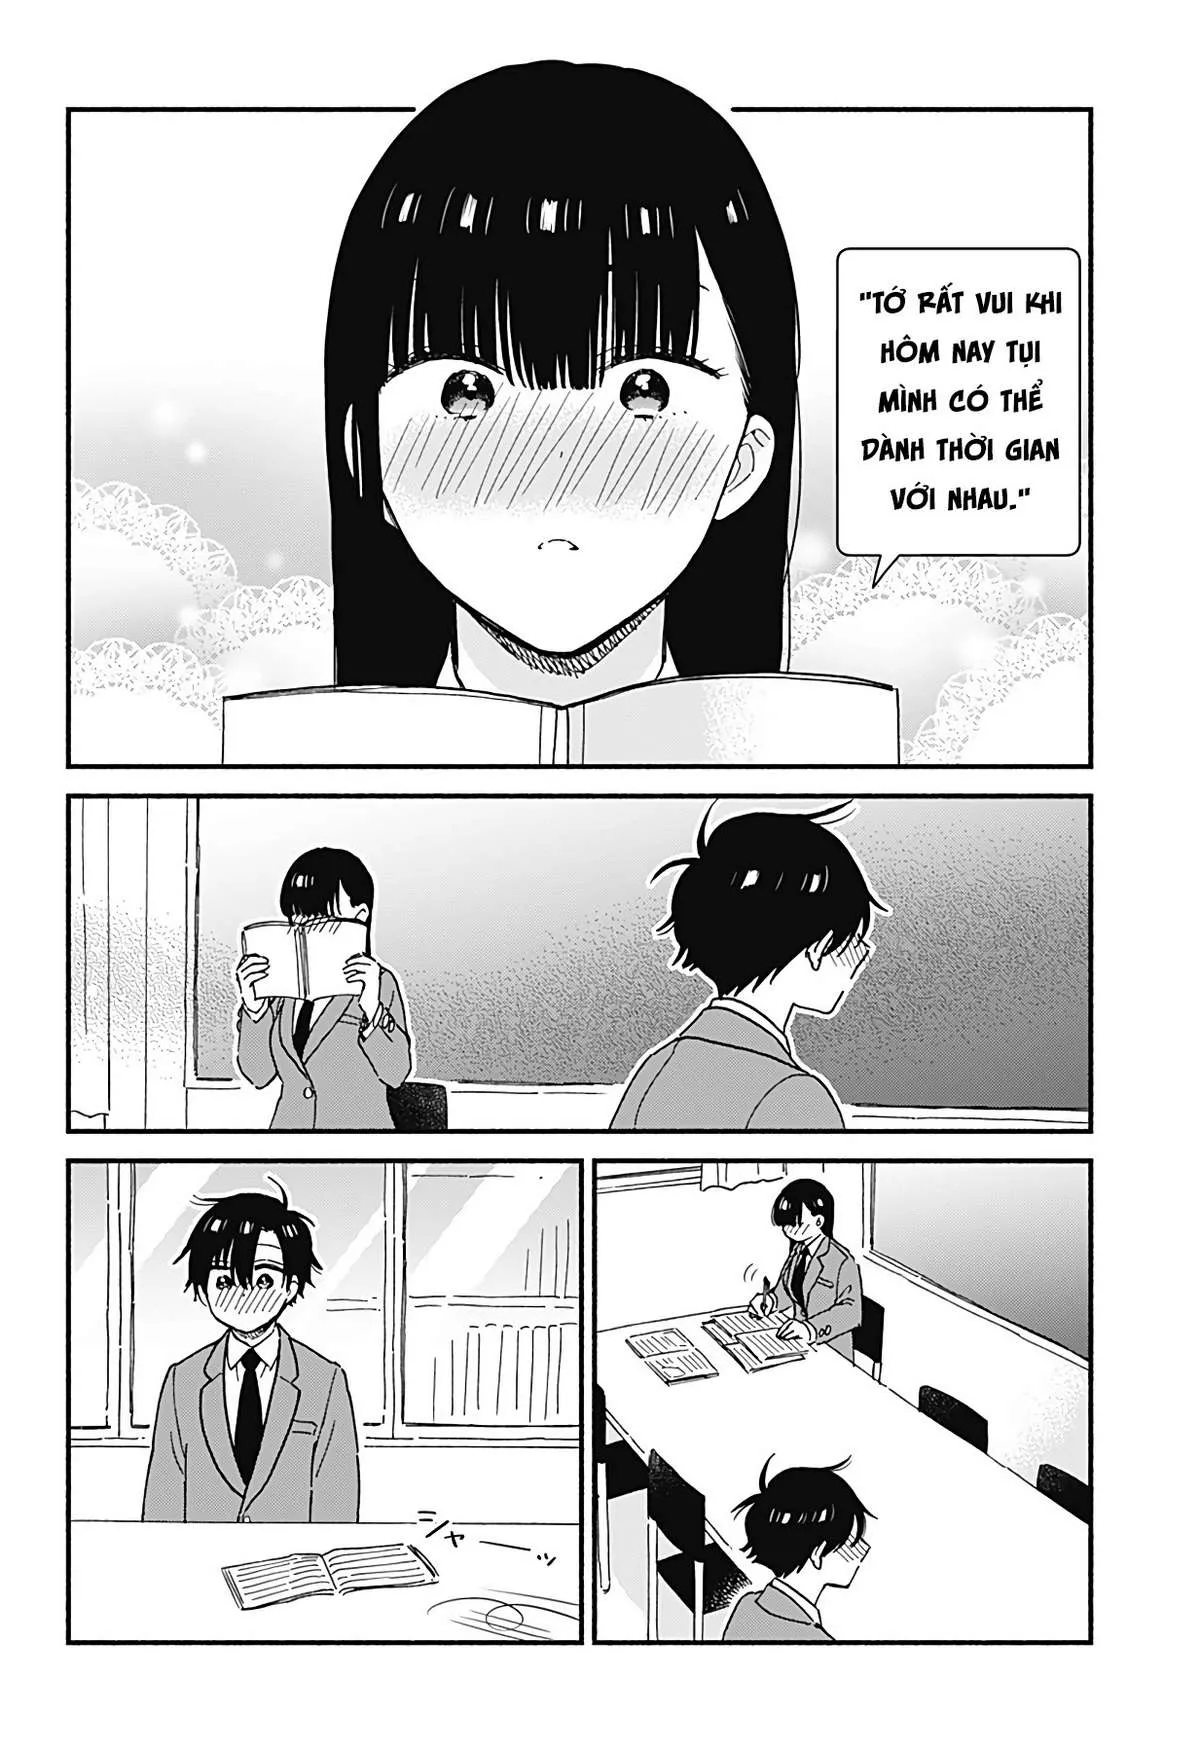 "TỚ RẤT VUI KHI
HÔM NAY TỤI
MÌNH CÓ THỂ
DÀNH THỜI GIAN
VỚI NHAU."
シャーッ